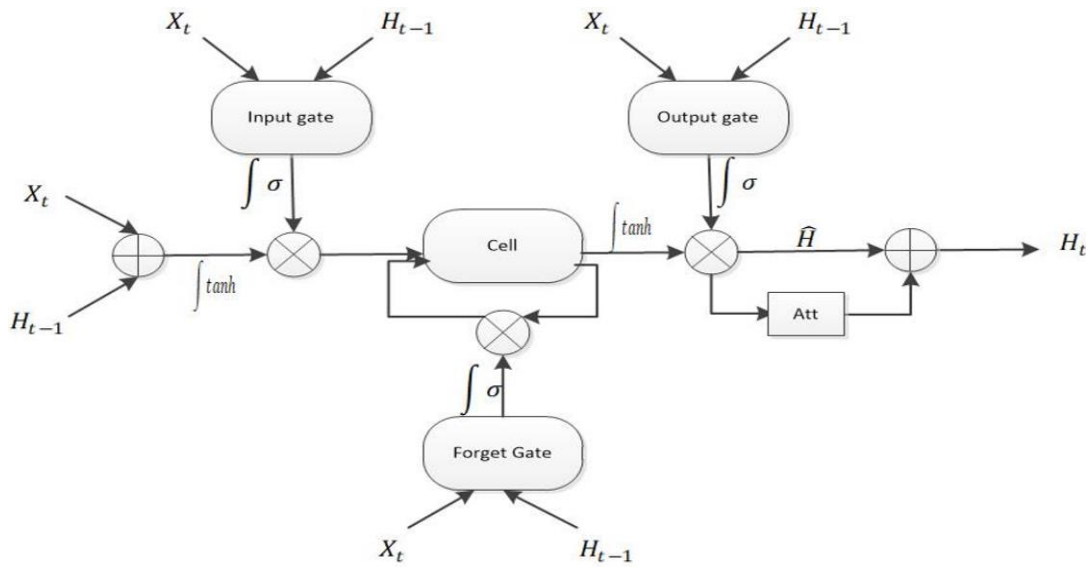 X_t H_{t-1} X_t H_{t-1}
Input gate Output gate
∫ σ ∫ σ
X_t
∫ tanh Cell ∫ tanh Ĥ H_t
H_{t-1}
Att
∫ σ
Forget Gate
X_t H_{t-1}